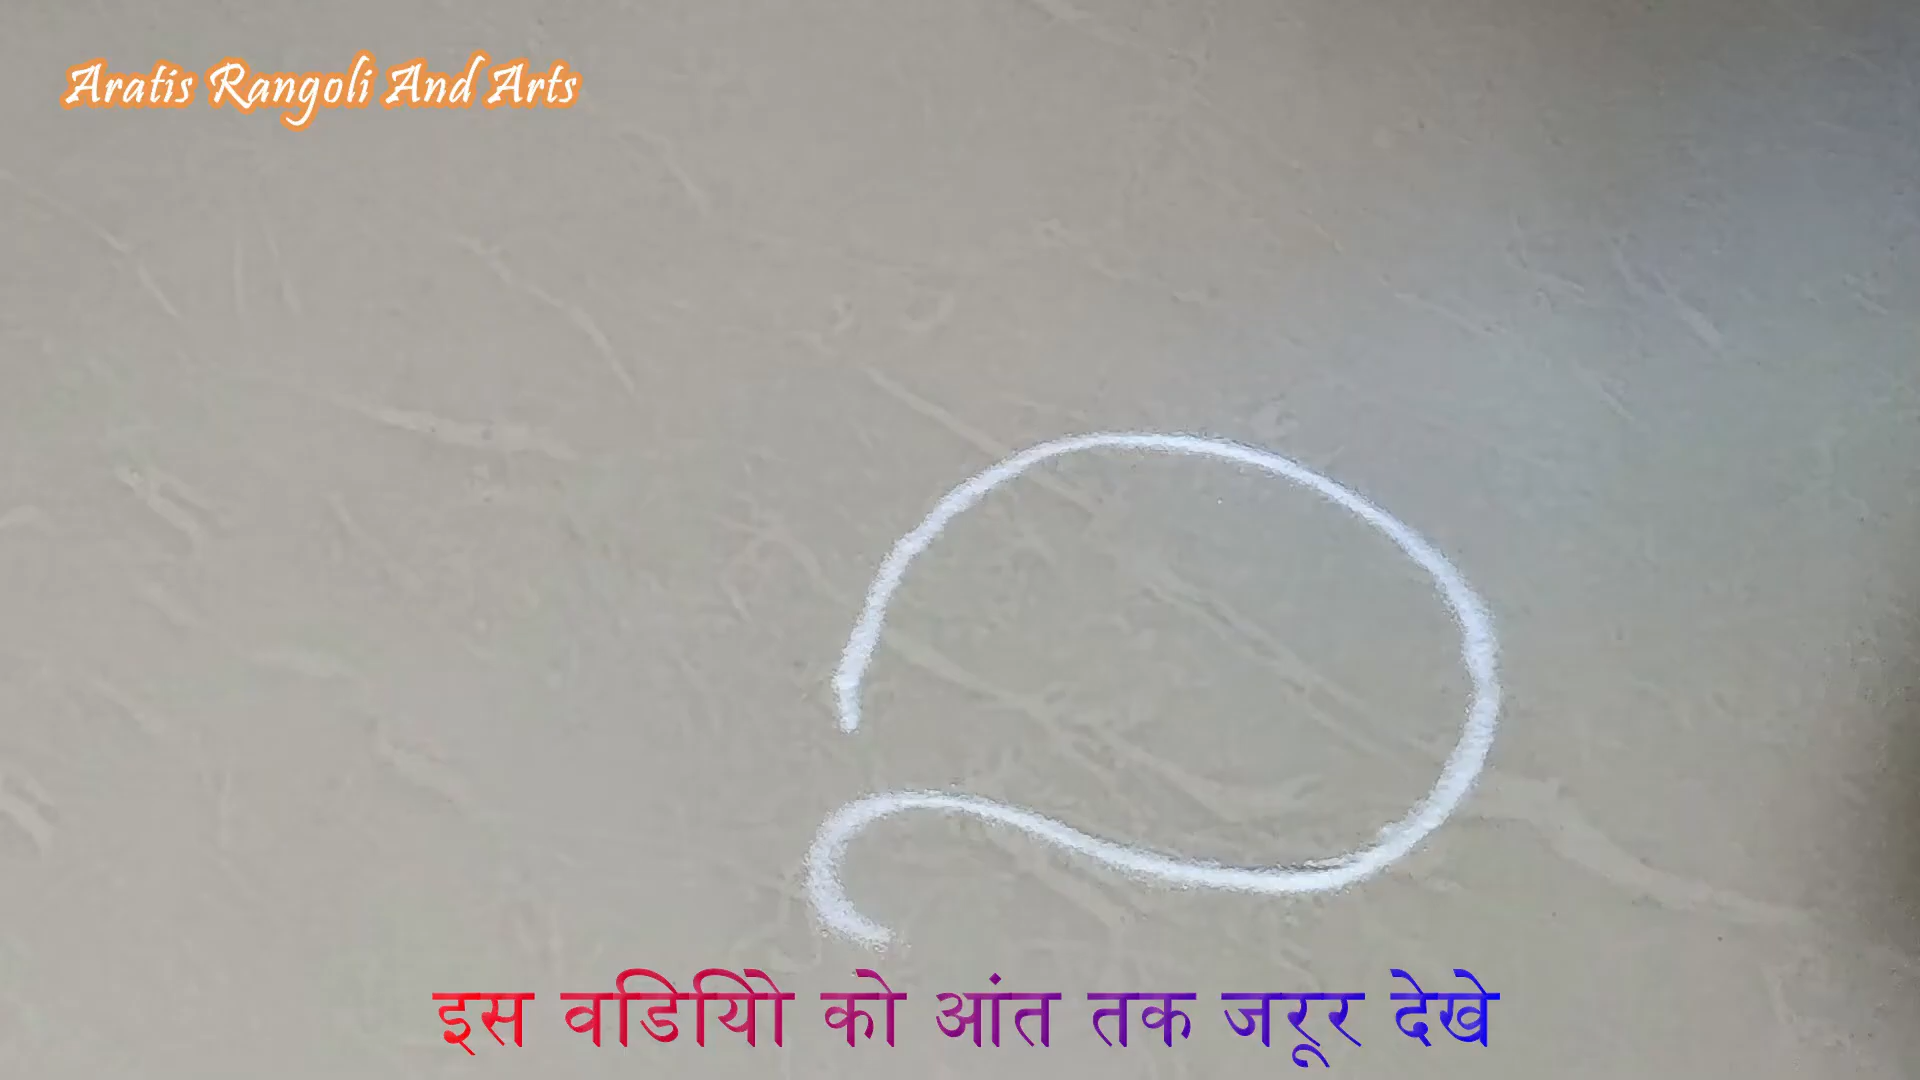 Aratis Rangoli And Arts
इस वडियिो को आंत तक जरूर देखे